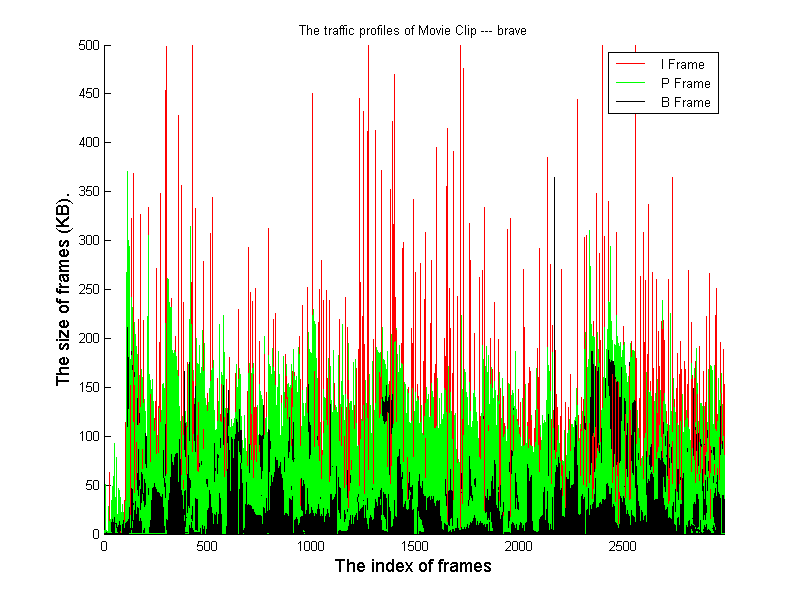 The traffic profiles of Movie Clip --- brave
500
450
400
350
300
250
200
150
100
50
0
The size of frames (KB).
I Frame
P Frame
B Frame
0 500 1000 1500 2000 2500
The index of frames